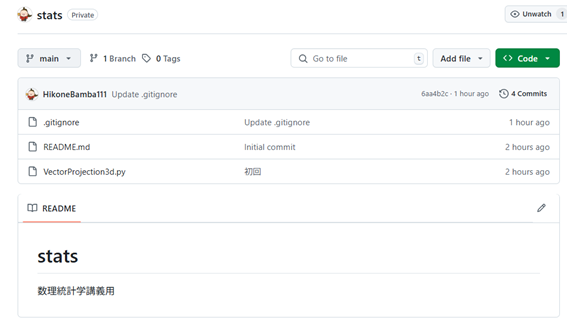 stats Private Unwatch 1
main 1 Branch 0 Tags Go to file t Add file Code
HikoneBamba111 Update .gitignore 6aa4b2c · 1 hour ago 4 Commits
.gitignore Update .gitignore 1 hour ago
README.md Initial commit 2 hours ago
VectorProjection3d.py 初回 2 hours ago
README
stats
数理統計学講義用